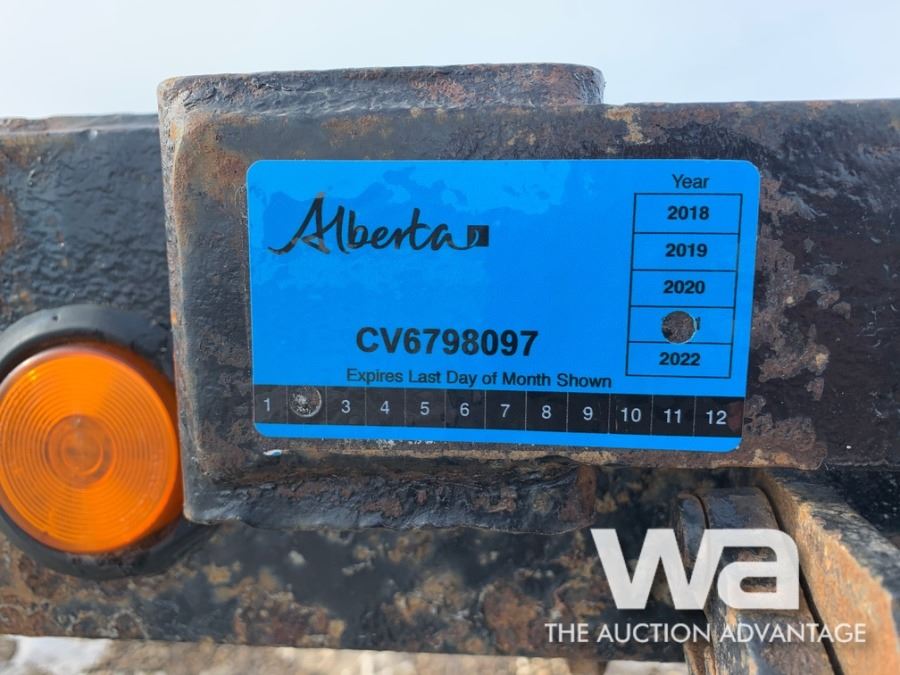 Alberta
Year
2018
2019
2020
2022
CV6798097
Expires Last Day of Month Shown
1 3 4 5 6 7 8 9 10 11 12
wa
THE AUCTION ADVANTAGE